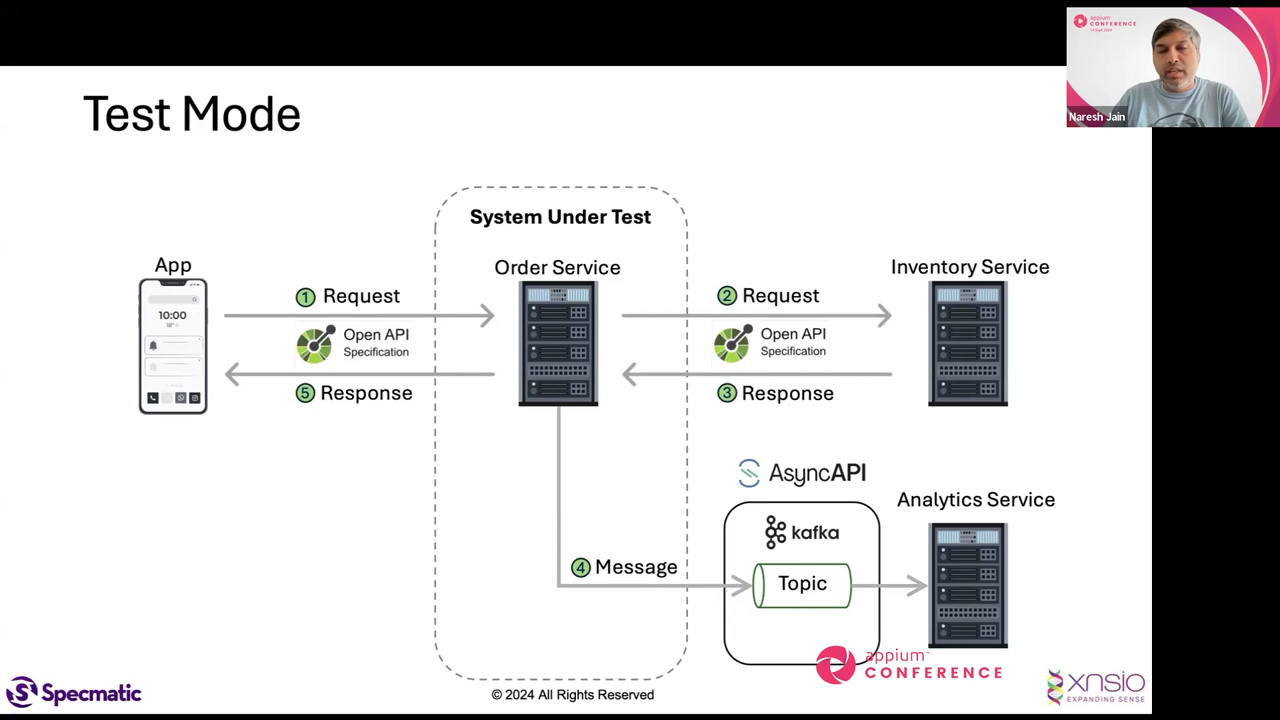 appium
CONFERENCE
Naresh Jain
Test Mode
System Under Test
App
Order Service
Inventory Service
1 Request
2 Request
10:00
Open API
Specification
Open API
Specification
5 Response
3 Response
AsyncAPI
Analytics Service
kafka
4 Message
Topic
appium
CONFERENCE
Specmatic
© 2024 All Rights Reserved
xnsio
EXPANDING SENSE